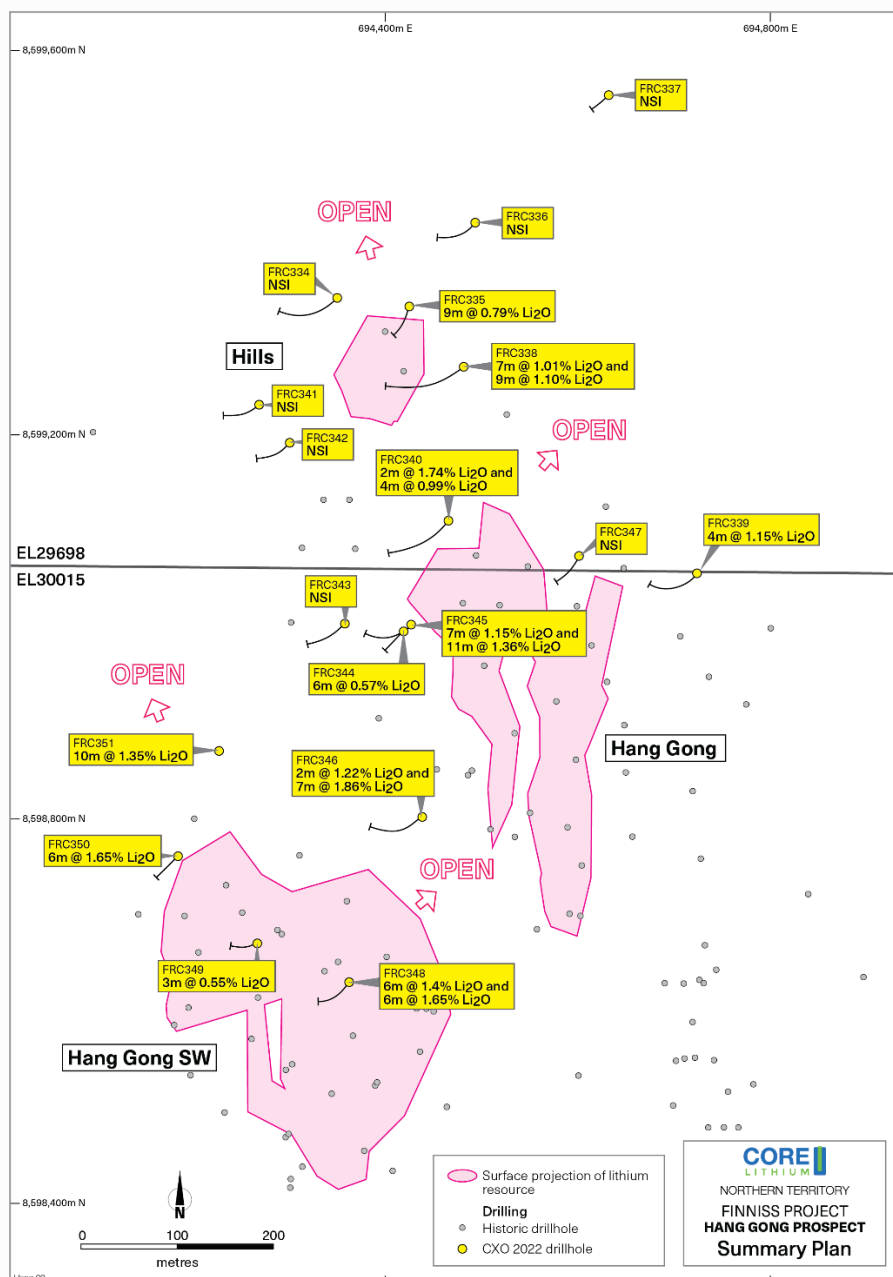 694,400m E
694,800m E
8,599,600m N
FRC337
NSI
OPEN
FRC336
NSI
FRC334
NSI
FRC335
9m @ 0.79% Li2O
Hills
FRC338
7m @ 1.01% Li2O and
9m @ 1.10% Li2O
FRC341
NSI
8,599,200m N
FRC342
NSI
OPEN
FRC340
2m @ 1.74% Li2O and
4m @ 0.99% Li2O
FRC347
NSI
FRC339
4m @ 1.15% Li2O
EL29698
EL30015
FRC343
NSI
FRC345
7m @ 1.15% Li2O and
11m @ 1.36% Li2O
FRC344
6m @ 0.57% Li2O
OPEN
FRC351
10m @ 1.35% Li2O
Hang Gong
FRC346
2m @ 1.22% Li2O and
7m @ 1.86% Li2O
8,598,800m N
FRC350
6m @ 1.65% Li2O
OPEN
FRC349
3m @ 0.55% Li2O
FRC348
6m @ 1.4% Li2O and
6m @ 1.65% Li2O
Hang Gong SW
8,598,400m N
N
0 100 200
metres
Surface projection of lithium
resource
Drilling
Historic drillhole
CXO 2022 drillhole
CORE
LITHIUM
NORTHERN TERRITORY
FINNISS PROJECT
HANG GONG PROSPECT
Summary Plan